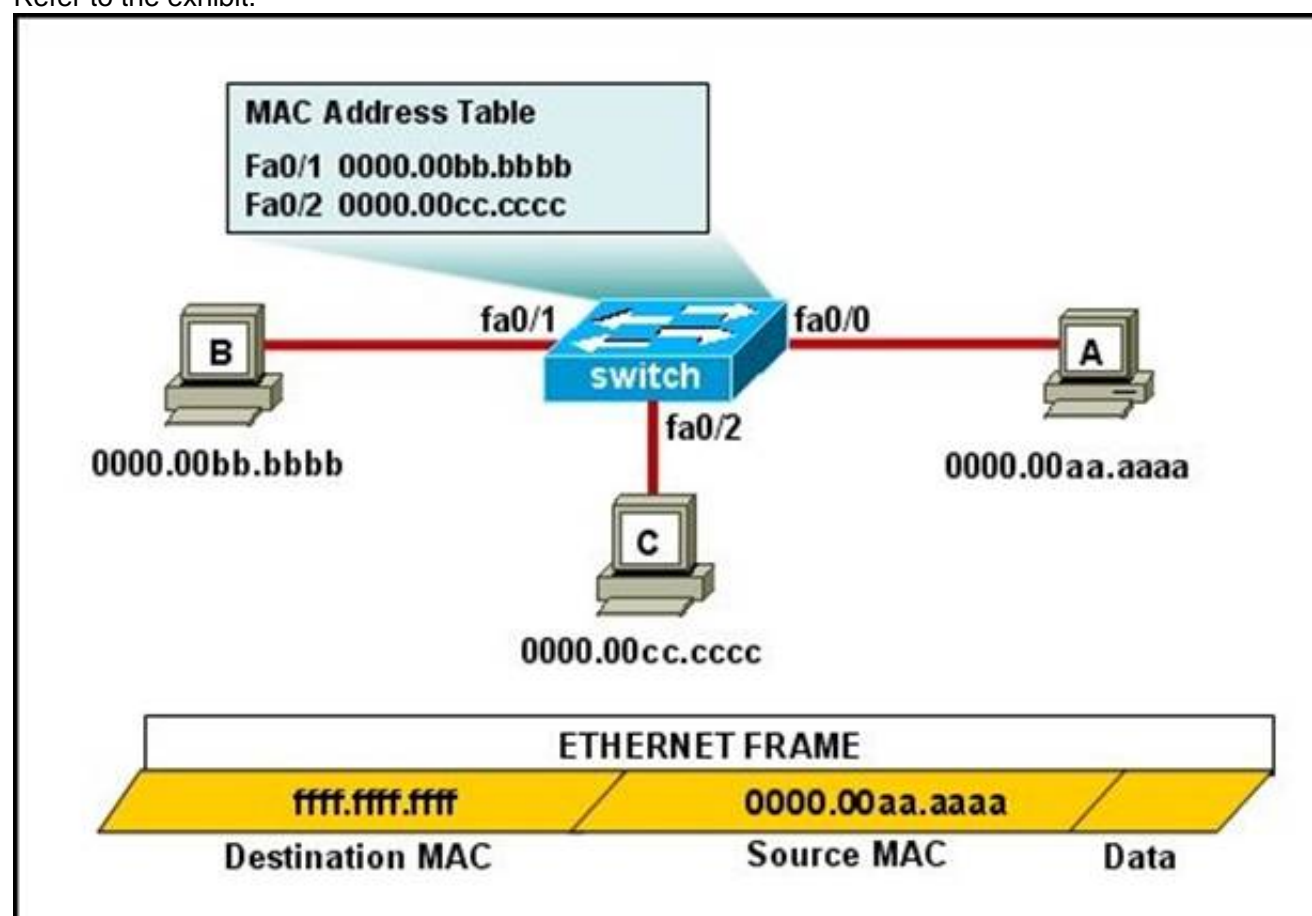 Refer to the exhibit.
MAC Address Table
Fa0/1 0000.00bb.bbbb
Fa0/2 0000.00cc.cccc
fa0/1
fa0/0
B
A
switch
fa0/2
0000.00bb.bbbb
0000.00aa.aaaa
C
0000.00cc.cccc
ETHERNET FRAME
ffff.ffff.ffff
0000.00aa.aaaa
Destination MAC
Source MAC
Data